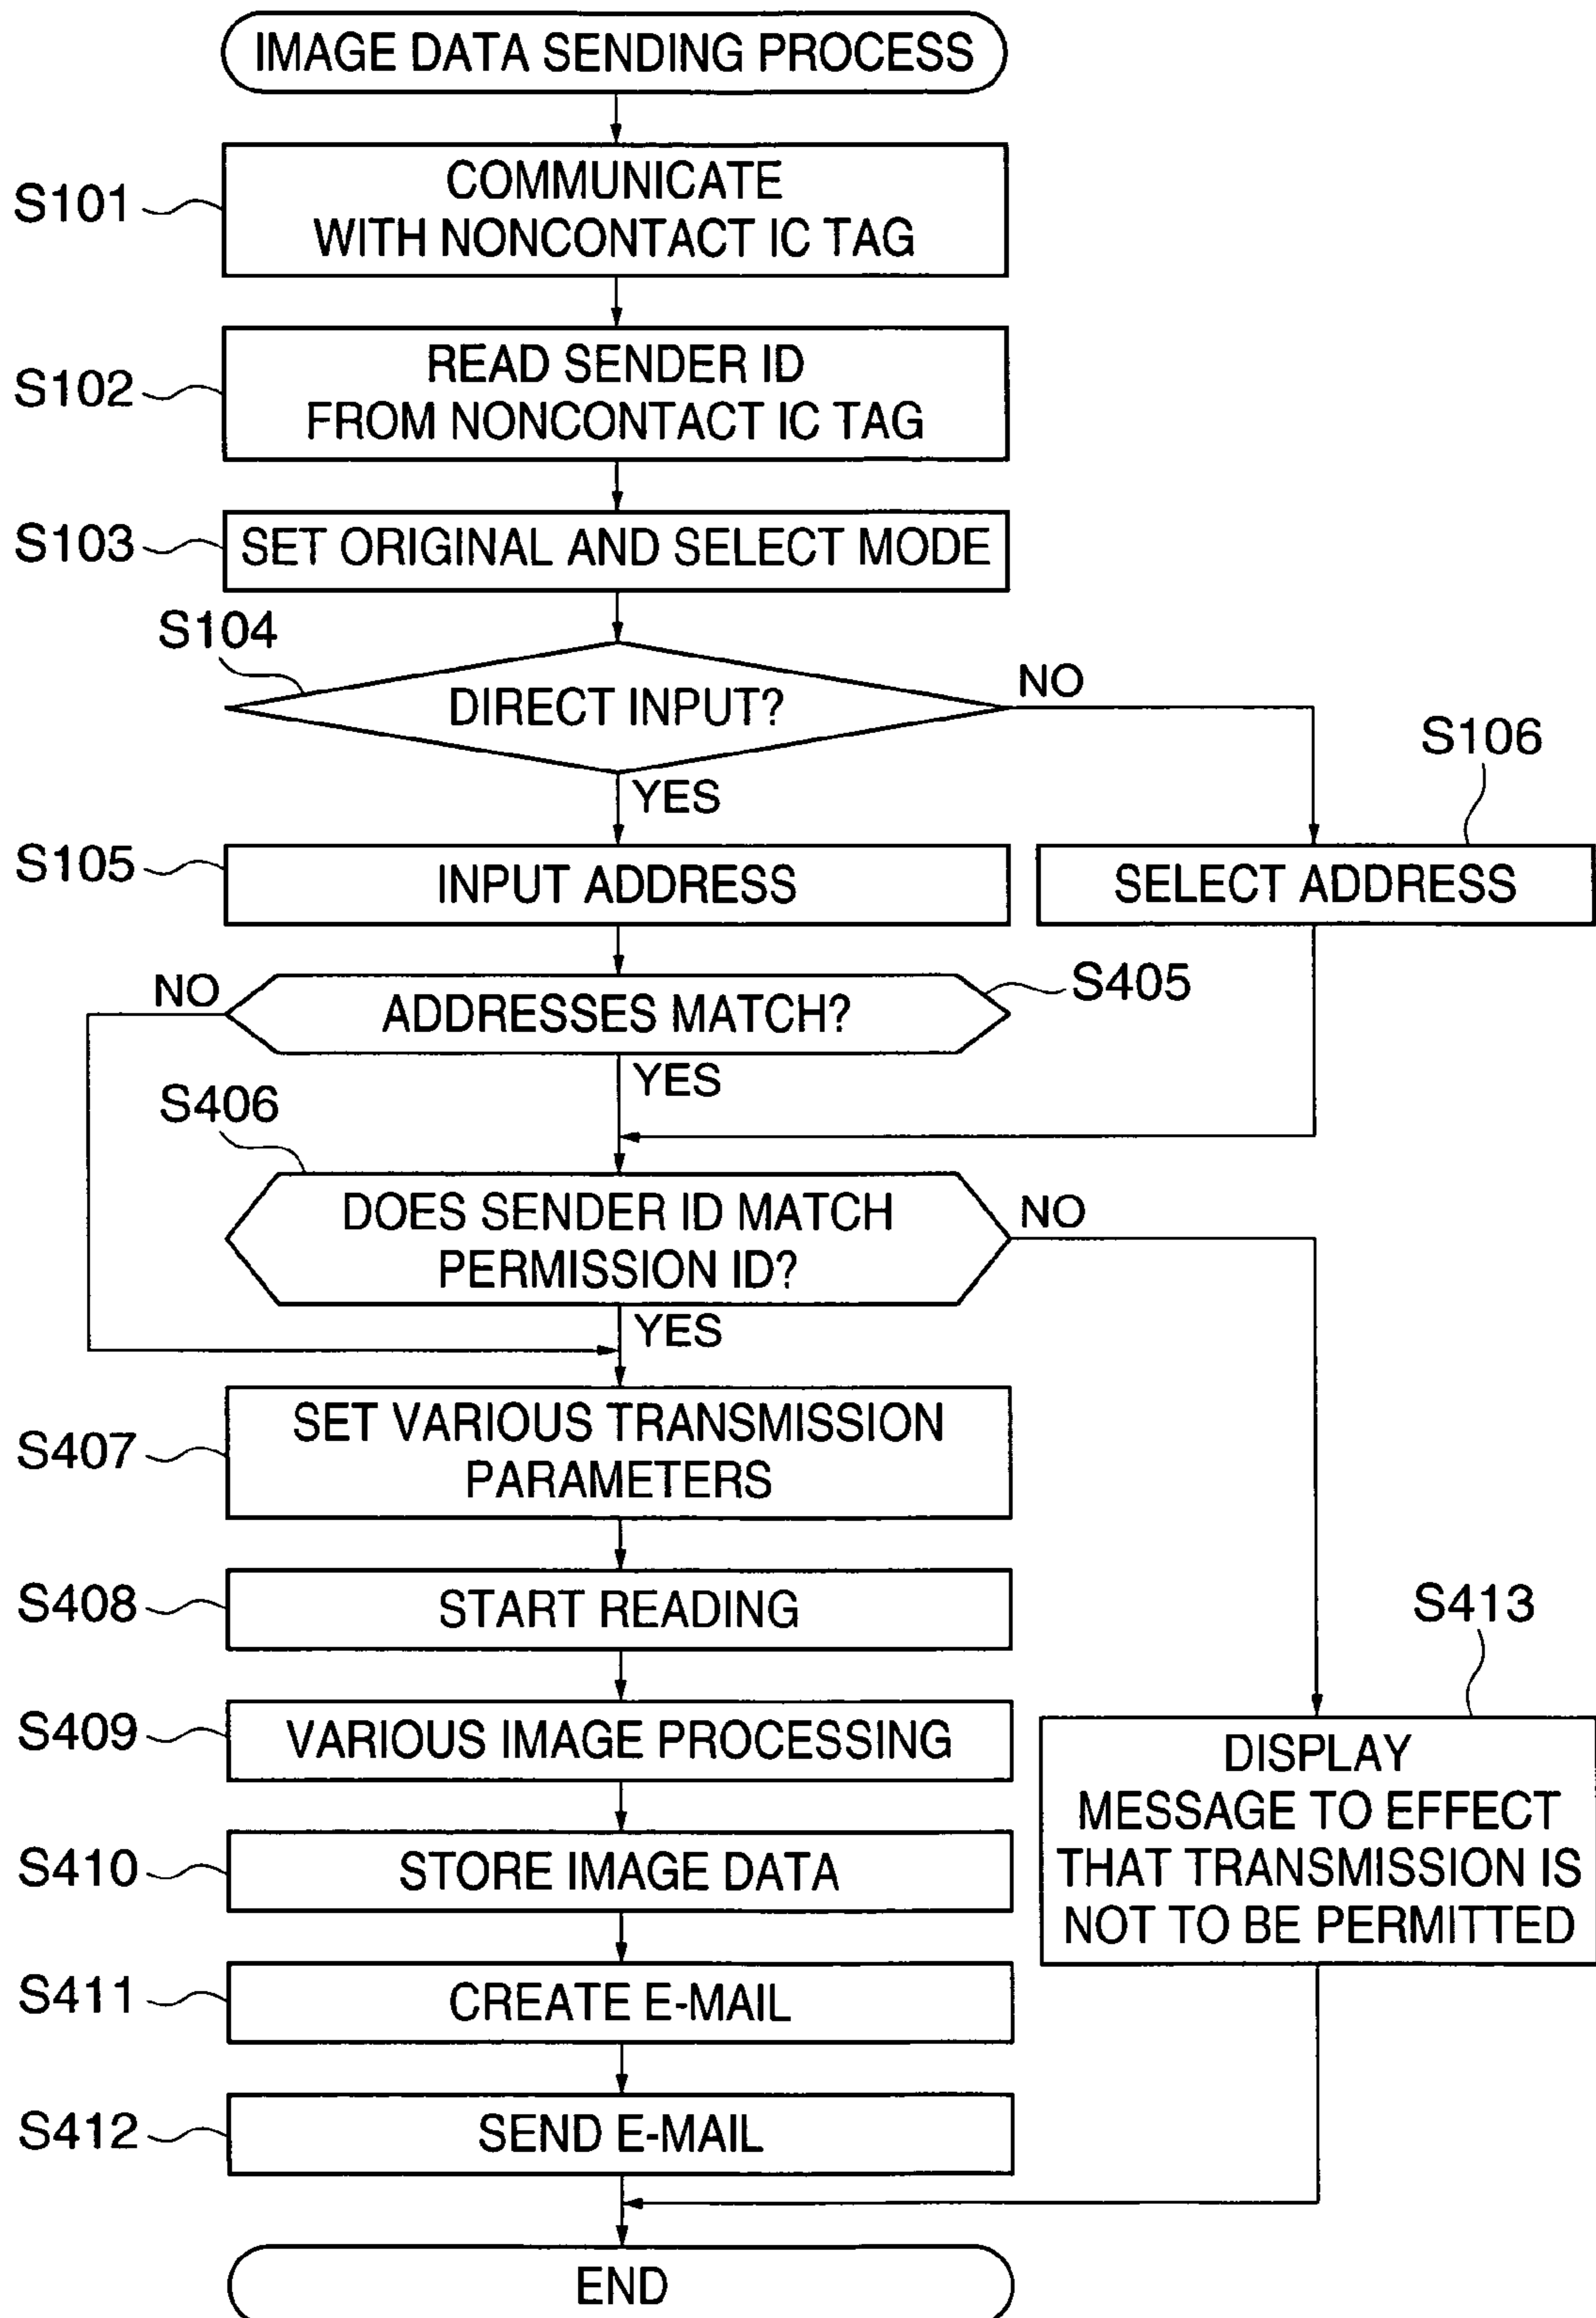 IMAGE DATA SENDING PROCESS
S101
COMMUNICATE
WITH NONCONTACT IC TAG
S102
READ SENDER ID
FROM NONCONTACT IC TAG
S103
SET ORIGINAL AND SELECT MODE
S104
DIRECT INPUT?
NO
YES
S106
S105
INPUT ADDRESS
SELECT ADDRESS
NO
ADDRESSES MATCH?
S405
YES
S406
DOES SENDER ID MATCH
PERMISSION ID?
NO
YES
S407
SET VARIOUS TRANSMISSION
PARAMETERS
S408
START READING
S413
S409
VARIOUS IMAGE PROCESSING
DISPLAY
MESSAGE TO EFFECT
THAT TRANSMISSION IS
NOT TO BE PERMITTED
S410
STORE IMAGE DATA
S411
CREATE E-MAIL
S412
SEND E-MAIL
END